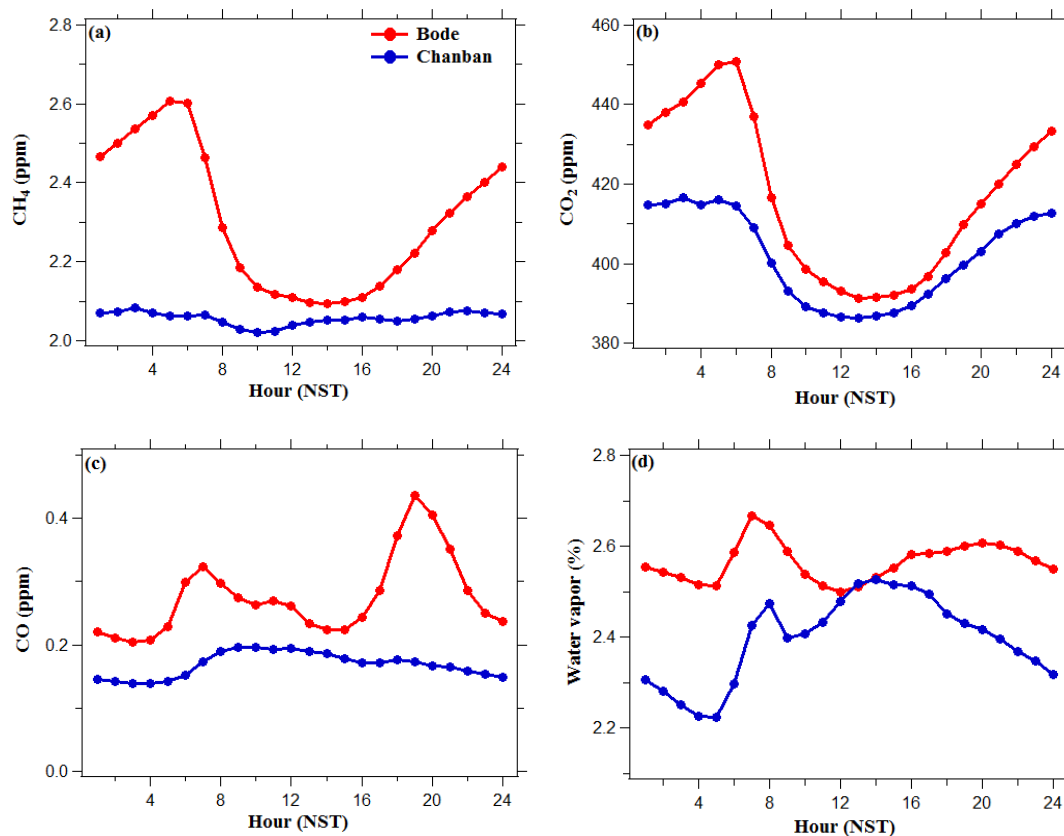 (a)
Bode
Chanban
CH4 (ppm)
2.8
2.6
2.4
2.2
2.0
4 8 12 16 20 24
Hour (NST)
(b)
CO2 (ppm)
460
440
420
400
380
4 8 12 16 20 24
Hour (NST)
(c)
CO (ppm)
0.4
0.2
0.0
4 8 12 16 20 24
Hour (NST)
(d)
Water vapor (%)
2.8
2.6
2.4
2.2
4 8 12 16 20 24
Hour (NST)